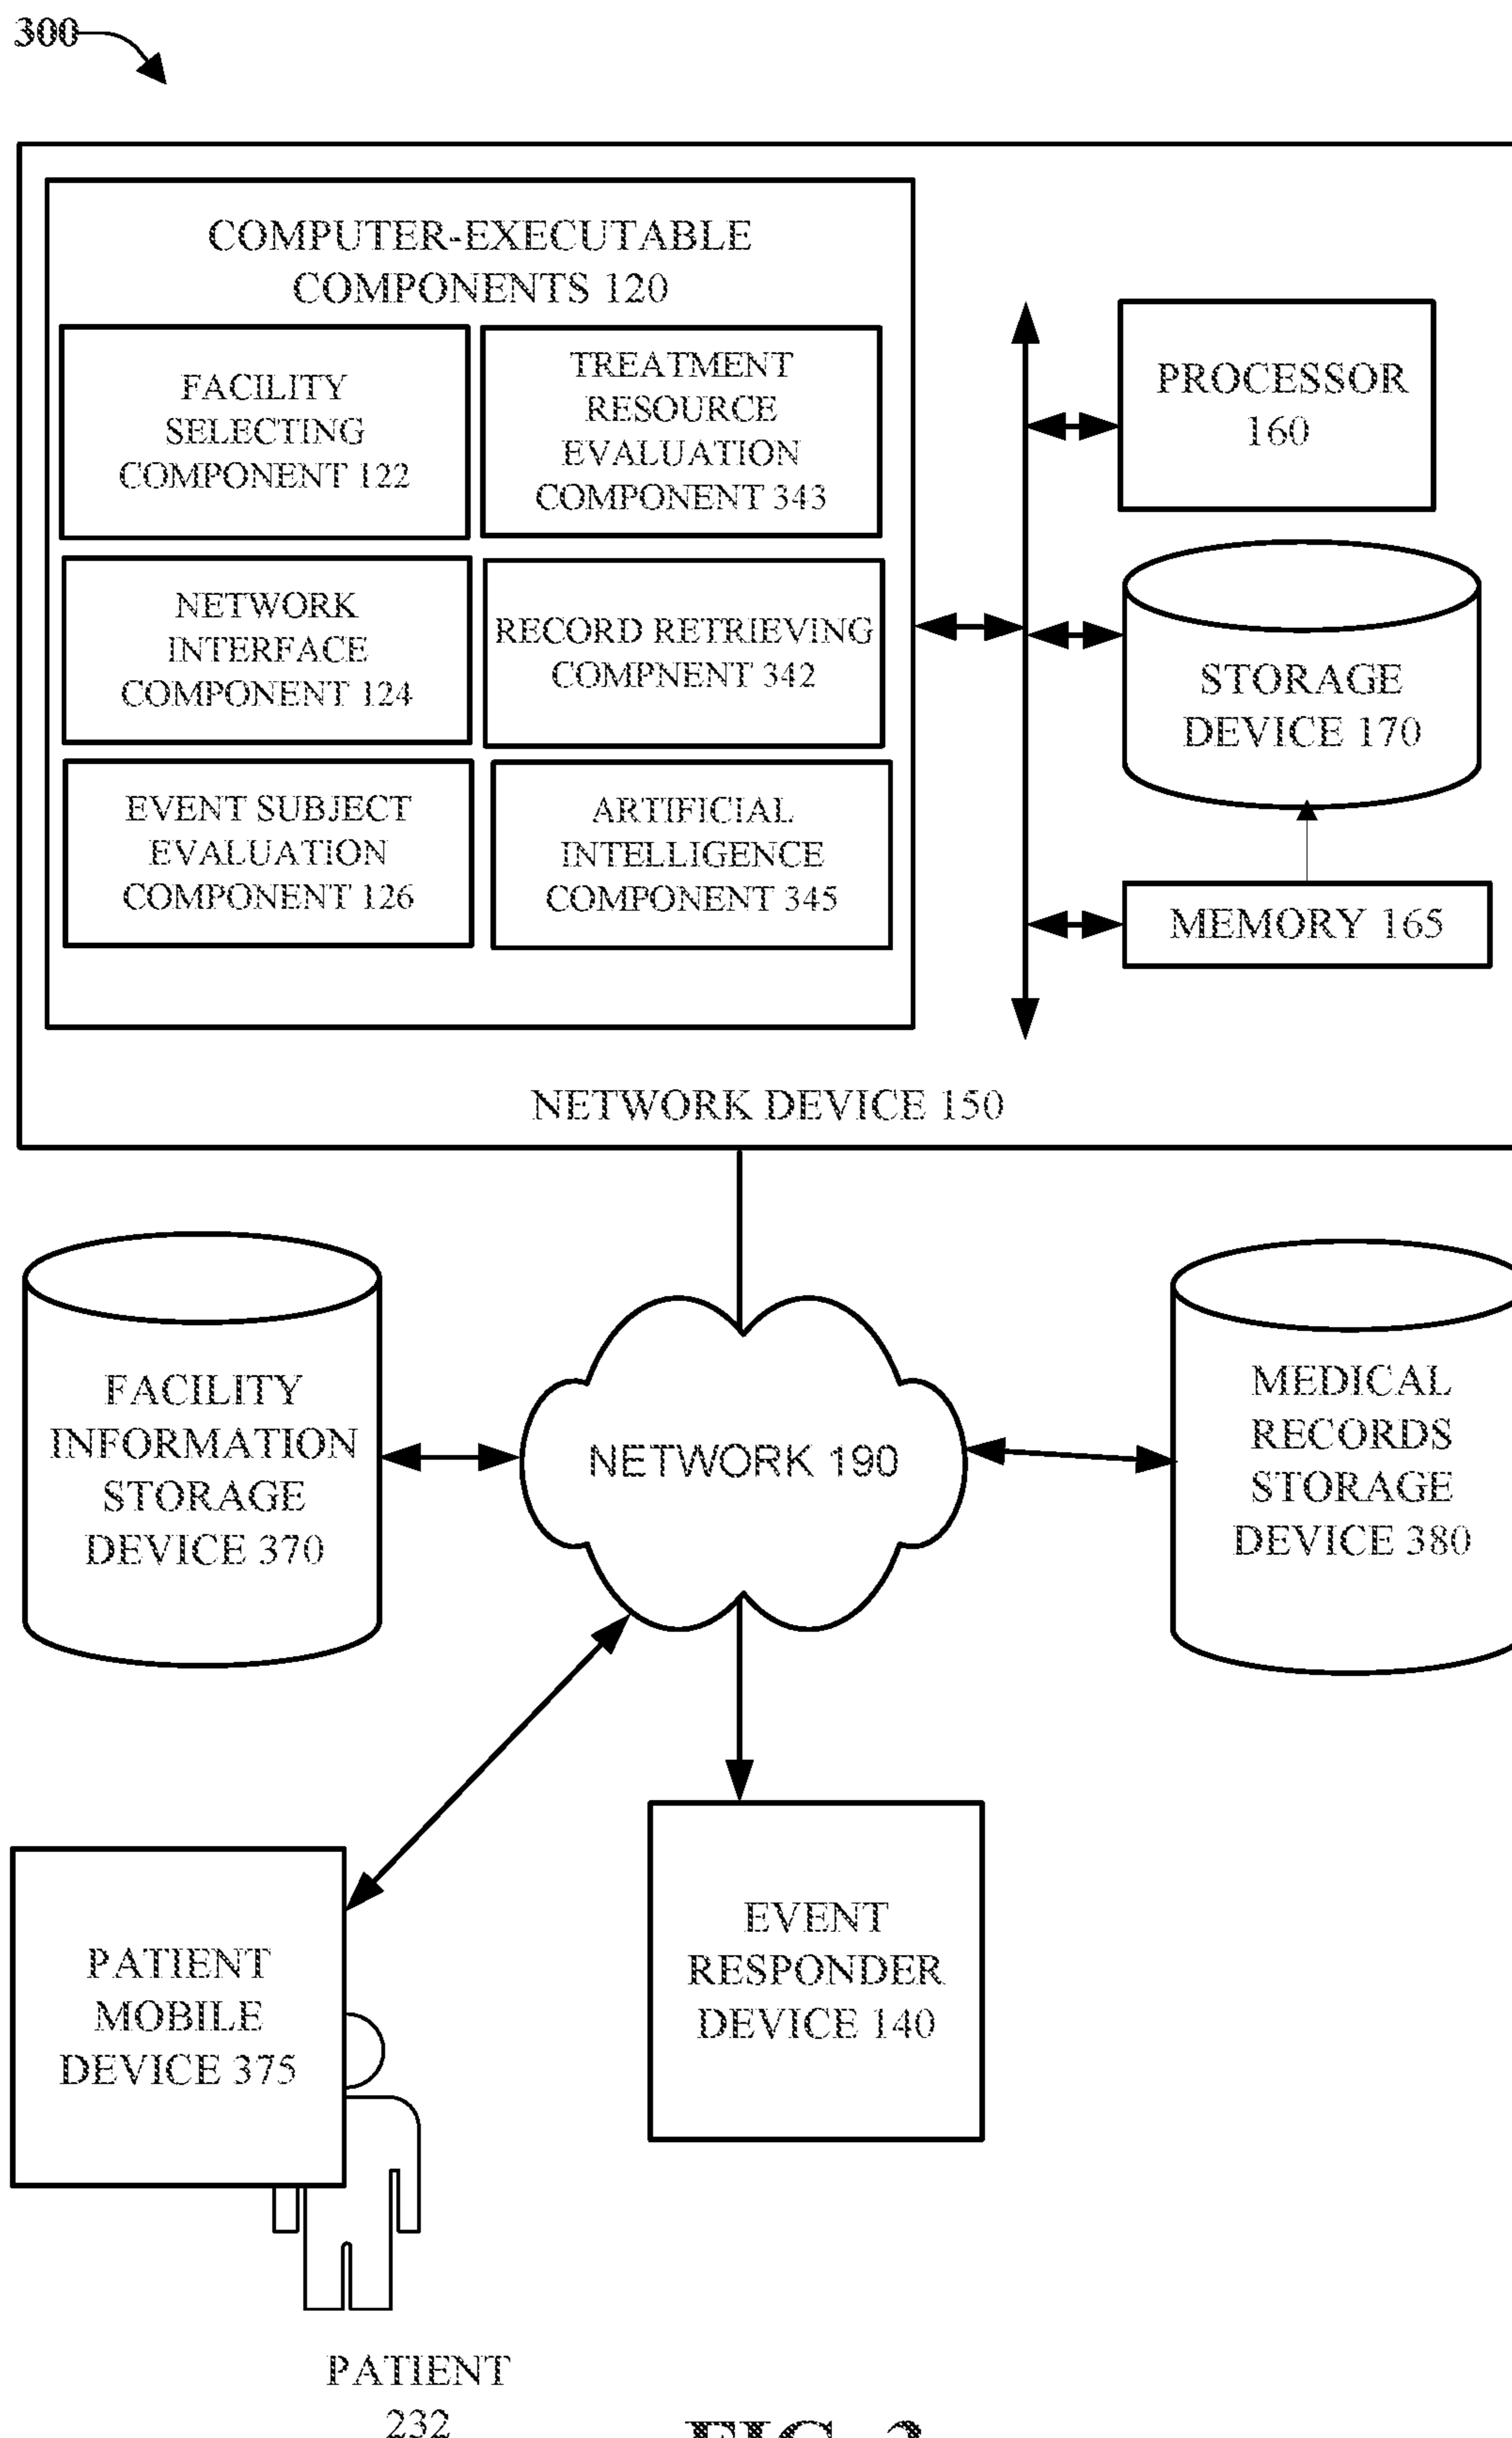 300
COMPUTER-EXECUTABLE
COMPONENTS 120
FACILITY
SELECTING
COMPONENT 122
TREATMENT
RESOURCE
EVALUATION
COMPONENT 343
NETWORK
INTERFACE
COMPONENT 124
RECORD RETRIEVING
COMPNENT 342
EVENT SUBJECT
EVALUATION
COMPONENT 126
ARTIFICIAL
INTELLIGENCE
COMPONENT 345
PROCESSOR
160
STORAGE
DEVICE 170
MEMORY 165
NETWORK DEVICE 150
FACILITY
INFORMATION
STORAGE
DEVICE 370
NETWORK 190
MEDICAL
RECORDS
STORAGE
DEVICE 380
PATIENT
MOBILE
DEVICE 375
EVENT
RESPONDER
DEVICE 140
PATIENT
232
FIG. 3